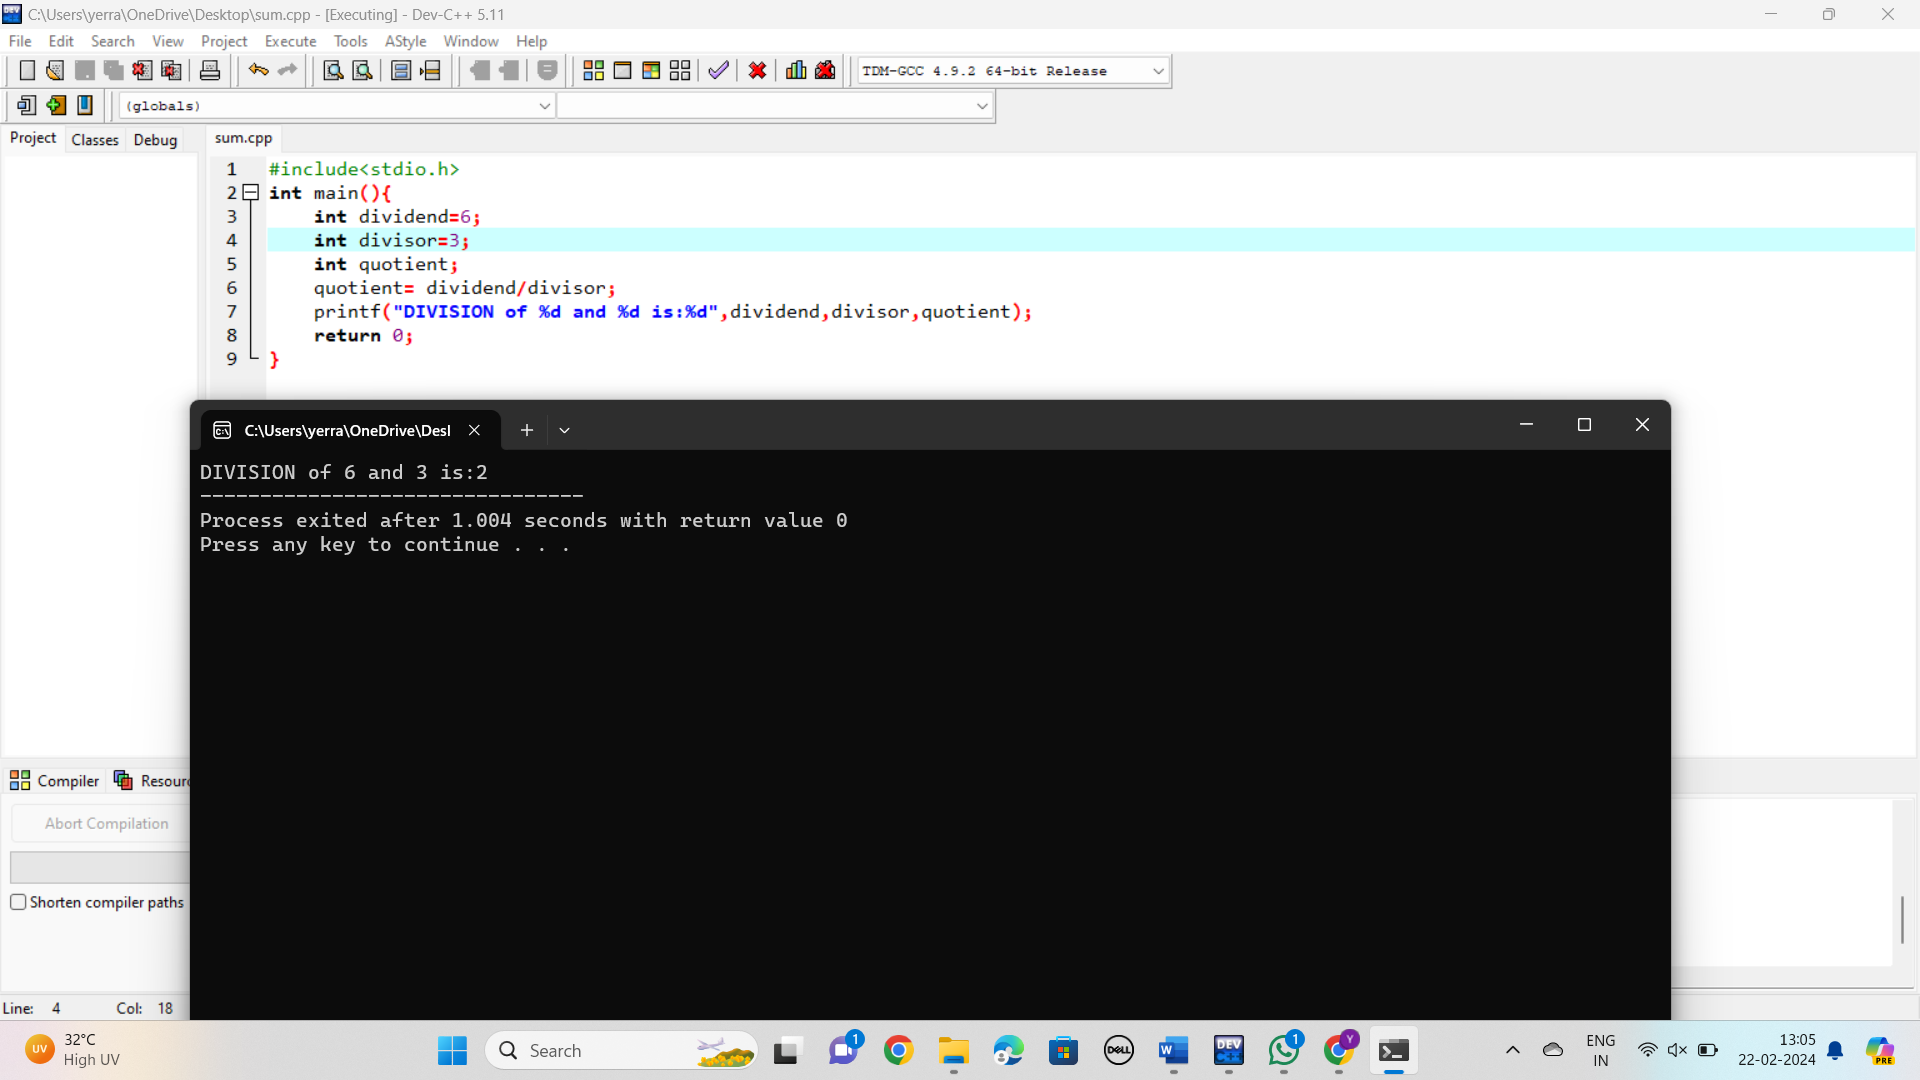 C:\Users\yerra\OneDrive\Desktop\sum.cpp - [Executing] - Dev-C++ 5.11
File Edit Search View Project Execute Tools AStyle Window Help
TDM-GCC 4.9.2 64-bit Release
(globals)
Project Classes Debug sum.cpp
1 #include<stdio.h>
2 int main(){
3 int dividend=6;
4 int divisor=3;
5 int quotient;
6 quotient= dividend/divisor;
7 printf("DIVISION of %d and %d is:%d",dividend,divisor,quotient);
8 return 0;
9 }
C:\Users\yerra\OneDrive\Desl
DIVISION of 6 and 3 is:2
--------------------------------
Process exited after 1.004 seconds with return value 0
Press any key to continue . . .
Compiler Resour
Abort Compilation
Shorten compiler paths
Line: 4 Col: 18
UV 32°C
High UV
Search
1
DELL
W
DEV C++
1
Y
ENG
IN
13:05
22-02-2024
PRE